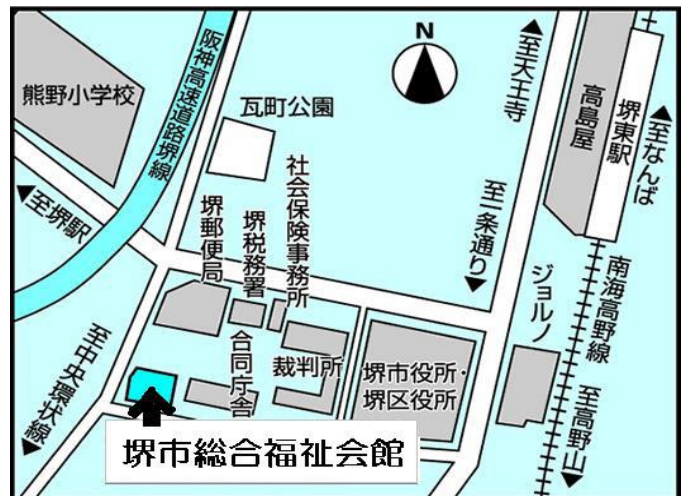 熊野小学校
阪神高速道路堺線
瓦町公園
N
▲至天王寺
高島屋
堺東駅
▲至なんば
◀至堺駅
堺郵便局
堺税務署
社会保険事務所
至一条通り▶
ジョルノ
南海高野線
至高野山▶
至中央環状線▶
合同庁舎
裁判所
堺市役所・
堺区役所
堺市総合福祉会館